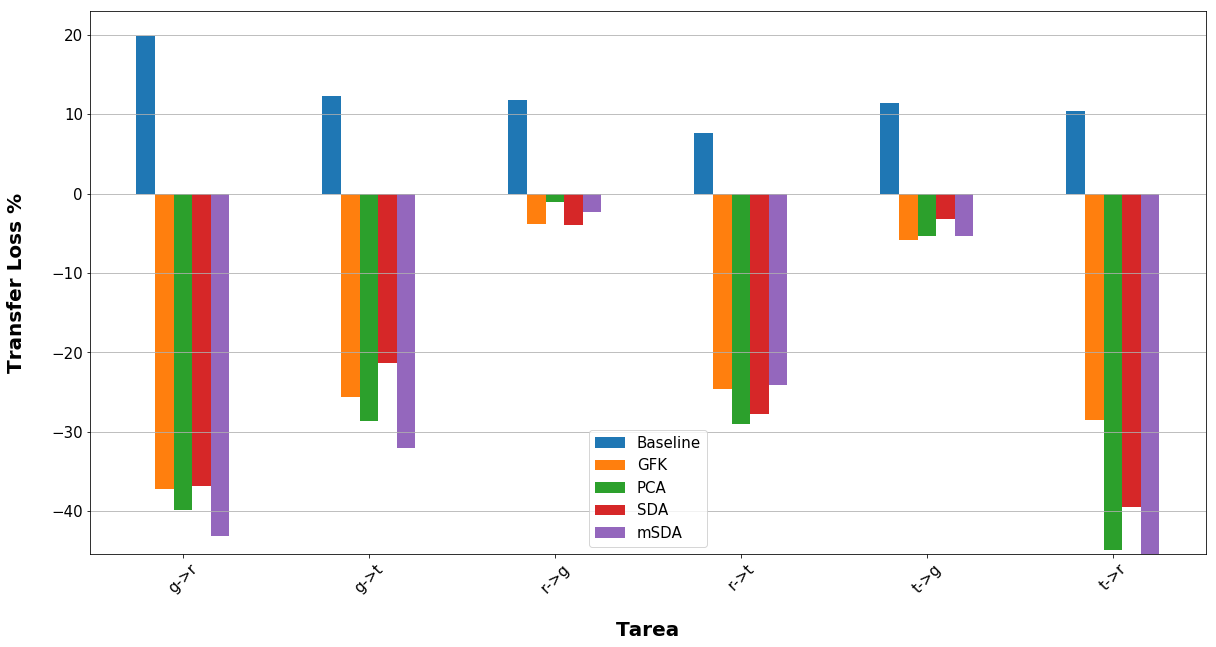 Transfer Loss %
20
10
0
−10
−20
−30
−40
Baseline
GFK
PCA
SDA
mSDA
g->r
g->t
r->g
r->t
t->g
t->r
Tarea